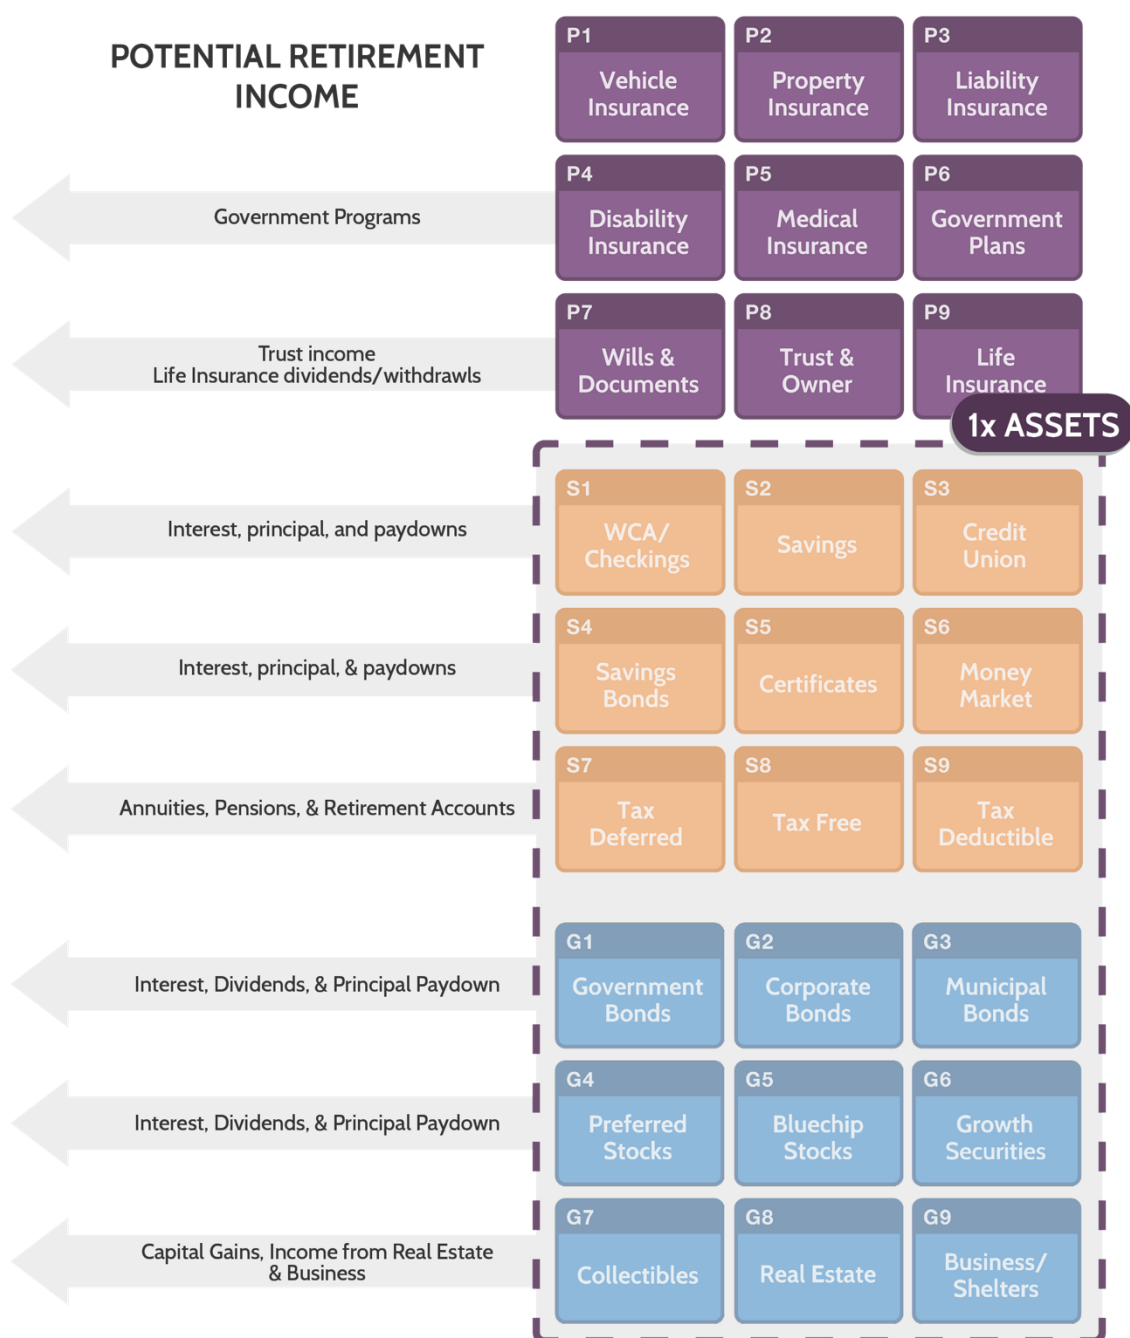 POTENTIAL RETIREMENT
INCOME
P1
Vehicle
Insurance
P2
Property
Insurance
P3
Liability
Insurance
Government Programs
P4
Disability
Insurance
P5
Medical
Insurance
P6
Government
Plans
Trust income
Life Insurance dividends/withdrawls
P7
Wills &
Documents
P8
Trust &
Owner
P9
Life
Insurance
1x ASSETS
Interest, principal, and paydowns
S1
WCA/
Checkings
S2
Savings
S3
Credit
Union
Interest, principal, & paydowns
S4
Savings
Bonds
S5
Certificates
S6
Money
Market
Annuities, Pensions, & Retirement Accounts
S7
Tax
Deferred
S8
Tax Free
S9
Tax
Deductible
Interest, Dividends, & Principal Paydown
G1
Government
Bonds
G2
Corporate
Bonds
G3
Municipal
Bonds
Interest, Dividends, & Principal Paydown
G4
Preferred
Stocks
G5
Bluechip
Stocks
G6
Growth
Securities
Capital Gains, Income from Real Estate
& Business
G7
Collectibles
G8
Real Estate
G9
Business/
Shelters